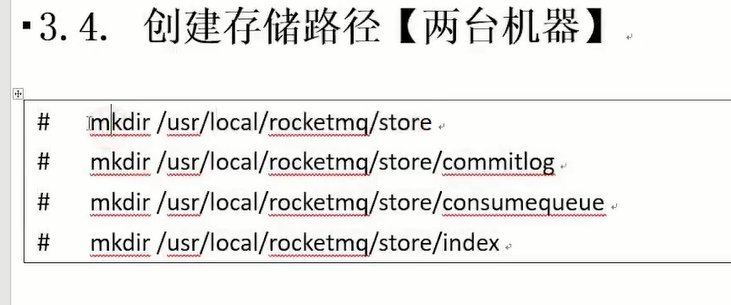 ▪3.4. 创建存储路径【两台机器】
# mkdir /usr/local/rocketmq/store
# mkdir /usr/local/rocketmq/store/commitlog
# mkdir /usr/local/rocketmq/store/consumequeue
# mkdir /usr/local/rocketmq/store/index